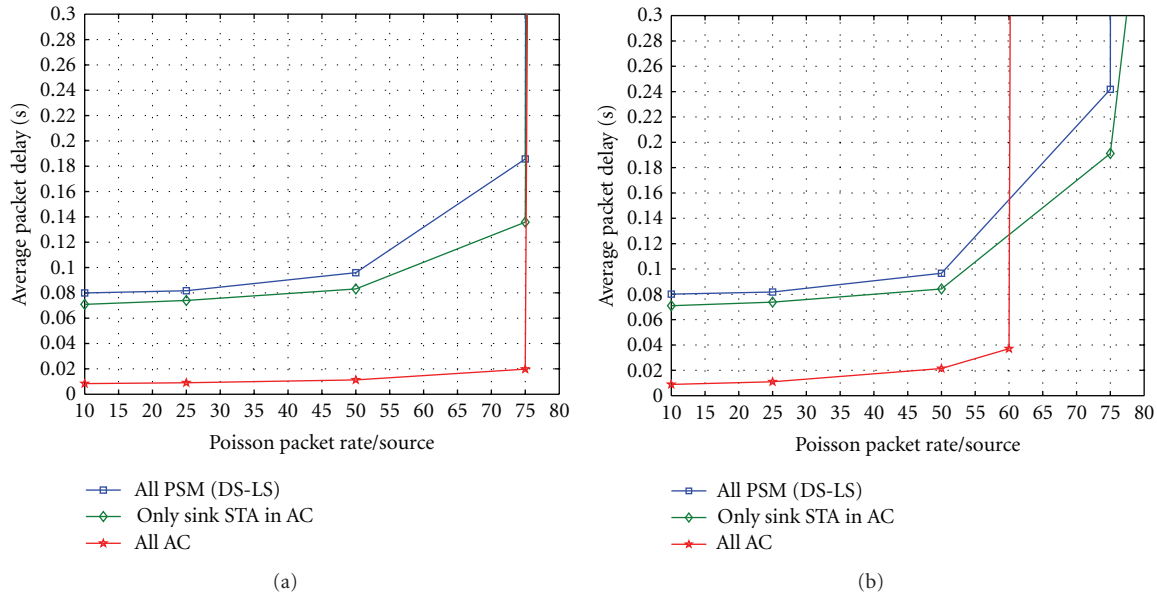 0.3
0.28
0.26
0.24
0.22
0.2
0.18
0.16
0.14
0.12
0.1
0.08
0.06
0.04
0.02
0
Average packet delay (s)
10 15 20 25 30 35 40 45 50 55 60 65 70 75 80
Poisson packet rate/source
All PSM (DS-LS)
Only sink STA in AC
All AC
(a)
0.3
0.28
0.26
0.24
0.22
0.2
0.18
0.16
0.14
0.12
0.1
0.08
0.06
0.04
0.02
0
Average packet delay (s)
10 15 20 25 30 35 40 45 50 55 60 65 70 75 80
Poisson packet rate/source
All PSM (DS-LS)
Only sink STA in AC
All AC
(b)